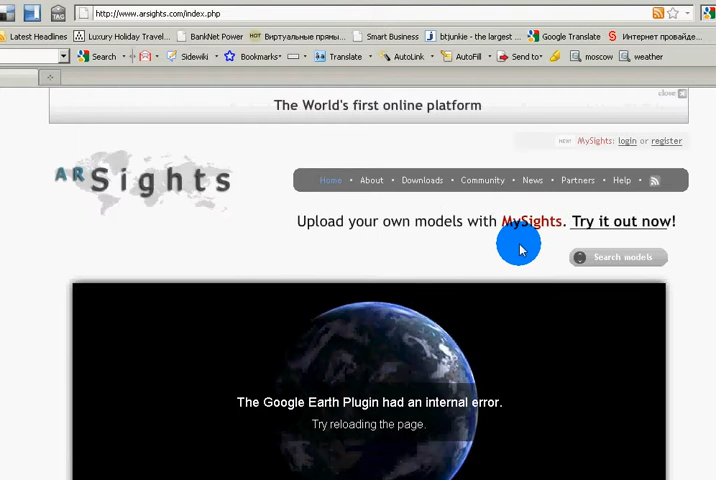 TAG http://www.arsights.com/index.php
Latest Headlines Luxury Holiday Travel... BankNet Power HOT Виртуальные прямы... Smart Business btjunkie - the largest ... Google Translate Интернет провайде...
Search Sidewiki Bookmarks Translate AutoLink AutoFill Send to moscow weather
close
The World's first online platform
NEW! MySights: login or register
ARSights
Home • About • Downloads • Community • News • Partners • Help •
Upload your own models with MySights. Try it out now!
Search models
The Google Earth Plugin had an internal error.
Try reloading the page.